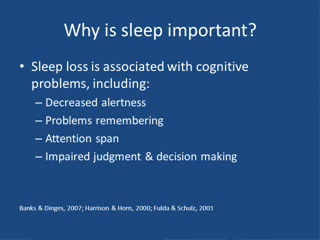 Why is sleep important?
• Sleep loss is associated with cognitive
problems, including:
– Decreased alertness
– Problems remembering
– Attention span
– Impaired judgment & decision making
Banks & Dinges, 2007; Harrison & Horn, 2000; Fulda & Schulz, 2001